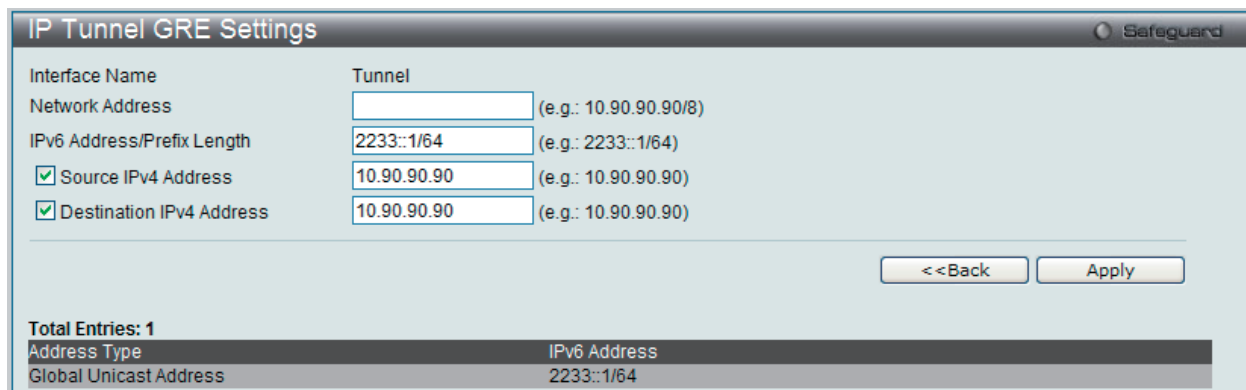 IP Tunnel GRE Settings Safeguard
Interface Name Tunnel
Network Address (e.g.: 10.90.90.90/8)
IPv6 Address/Prefix Length 2233::1/64 (e.g.: 2233::1/64)
Source IPv4 Address 10.90.90.90 (e.g.: 10.90.90.90)
Destination IPv4 Address 10.90.90.90 (e.g.: 10.90.90.90)
<<Back Apply
Total Entries: 1
Address Type IPv6 Address
Global Unicast Address 2233::1/64